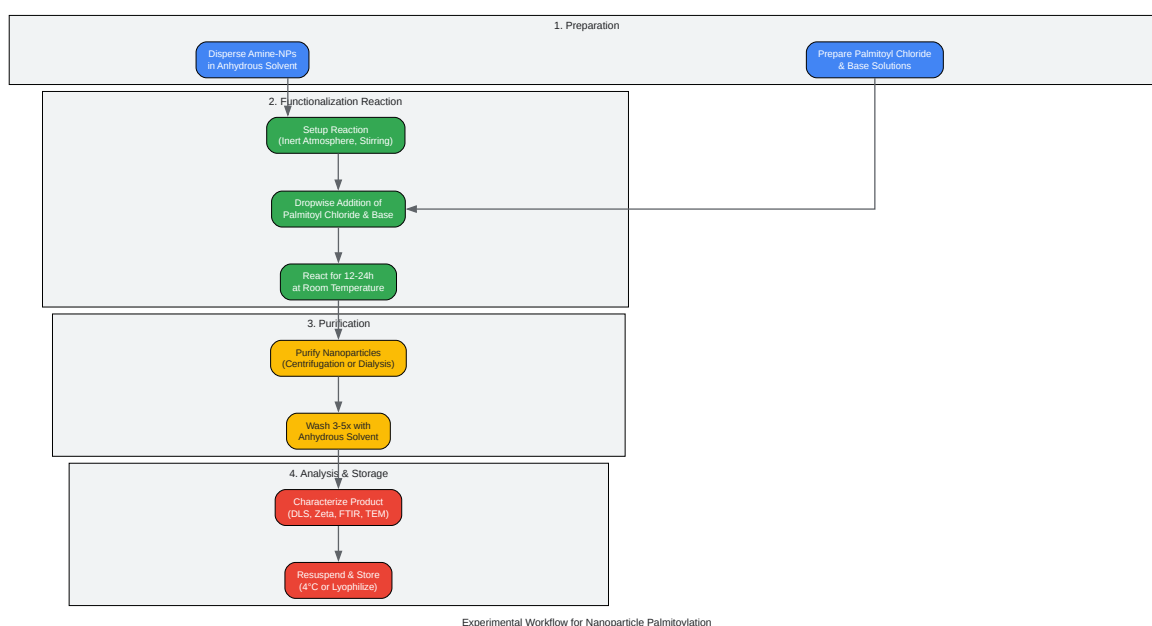 1. Preparation
Disperse Amine-NPs
in Anhydrous Solvent
Prepare Palmitoyl Chloride
& Base Solutions
2. Functionalization Reaction
Setup Reaction
(Inert Atmosphere, Stirring)
Dropwise Addition of
Palmitoyl Chloride & Base
React for 12-24h
at Room Temperature
3. Purification
Purify Nanoparticles
(Centrifugation or Dialysis)
Wash 3-5x with
Anhydrous Solvent
4. Analysis & Storage
Characterize Product
(DLS, Zeta, FTIR, TEM)
Resuspend & Store
(4°C or Lyophilize)
Experimental Workflow for Nanoparticle Palmitoylation